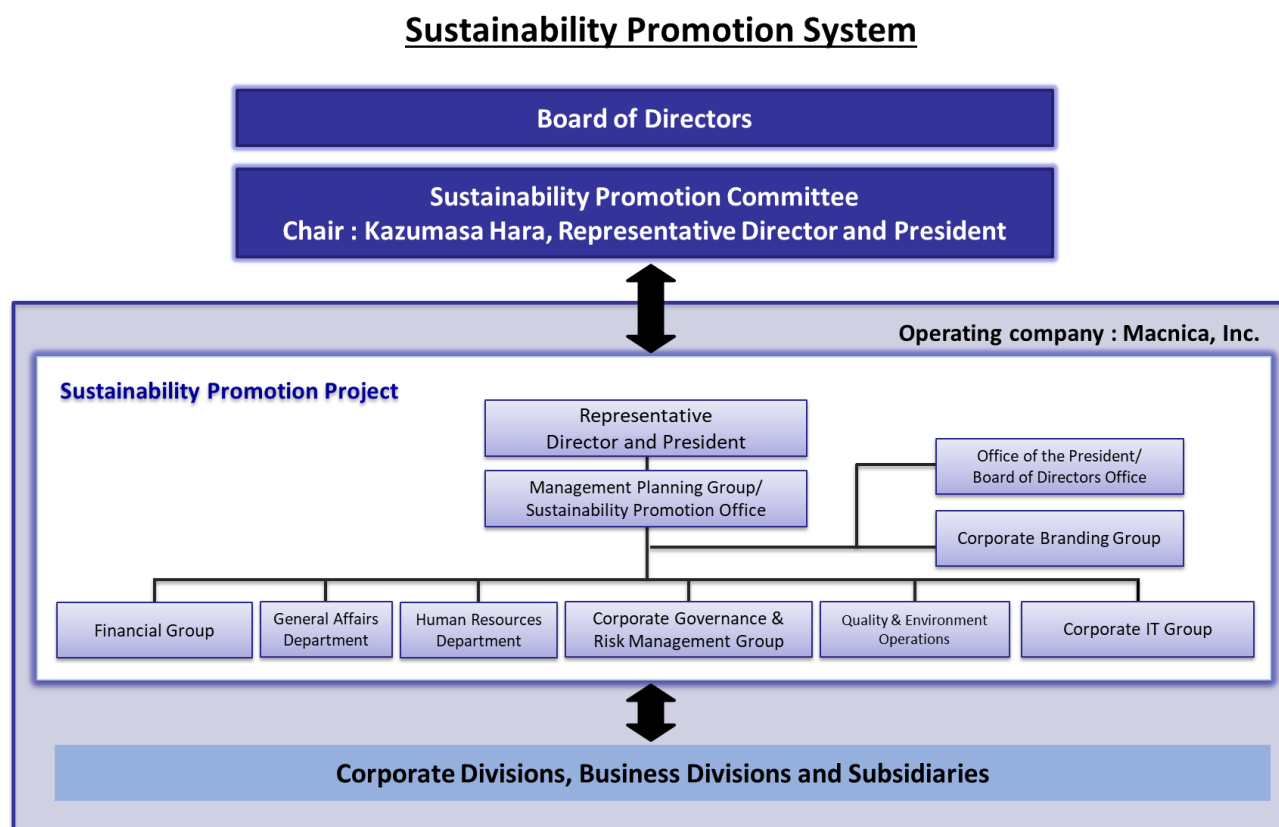 Sustainability Promotion System
Board of Directors
Sustainability Promotion Committee
Chair : Kazumasa Hara, Representative Director and President
Operating company : Macnica, Inc.
Sustainability Promotion Project
Representative
Director and President
Management Planning Group/
Sustainability Promotion Office
Office of the President/
Board of Directors Office
Corporate Branding Group
Financial Group
General Affairs
Department
Human Resources
Department
Corporate Governance &
Risk Management Group
Quality & Environment
Operations
Corporate IT Group
Corporate Divisions, Business Divisions and Subsidiaries